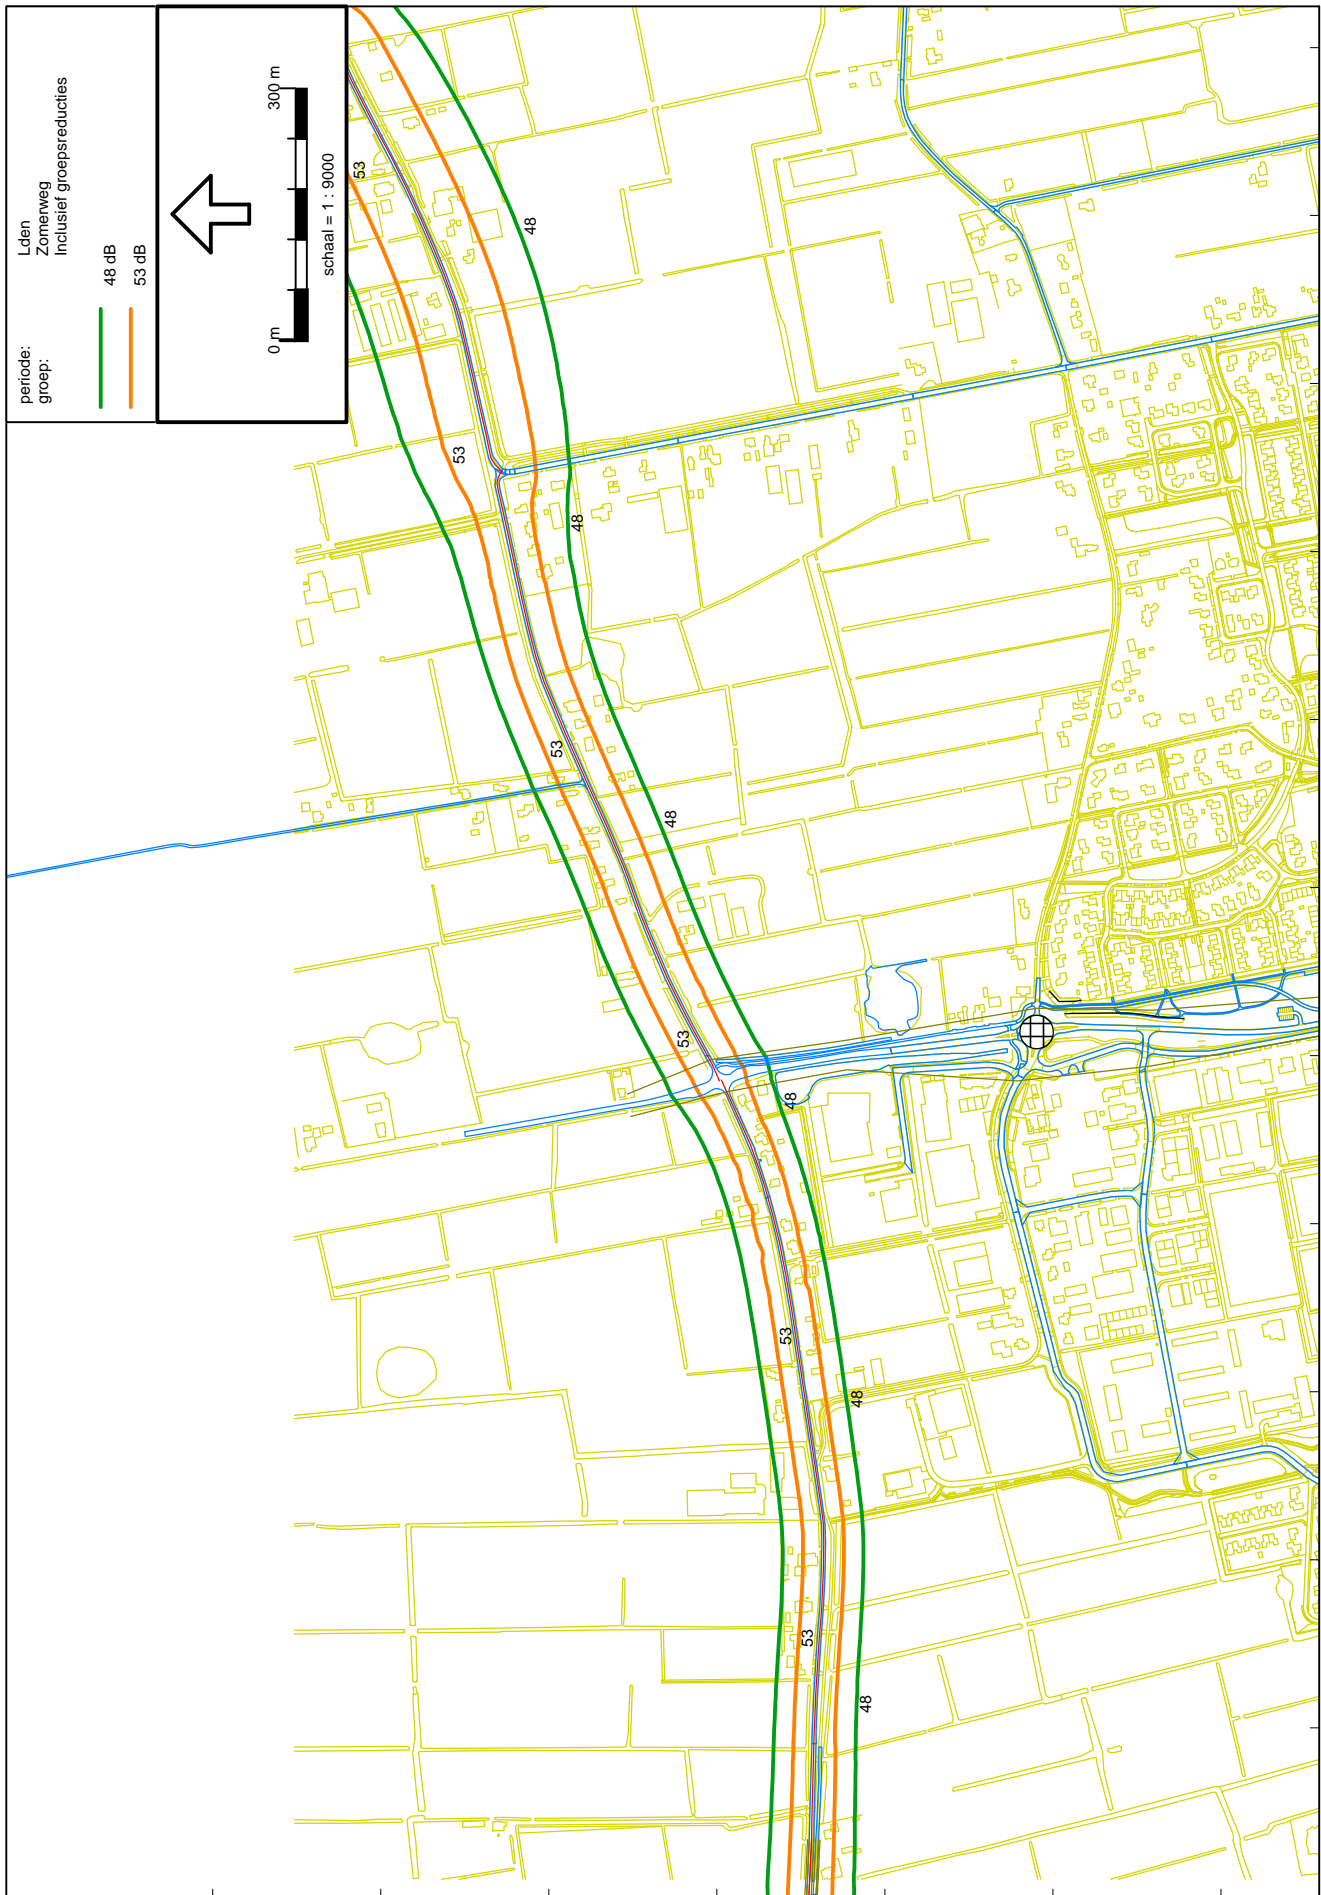 periode: Lden
groep: Zomerweg
Inclusief groepsreducties
48 dB
53 dB
0 m 300 m
schaal = 1 : 9000
53
48
53
48
53
48
53
48
53
48
53
48